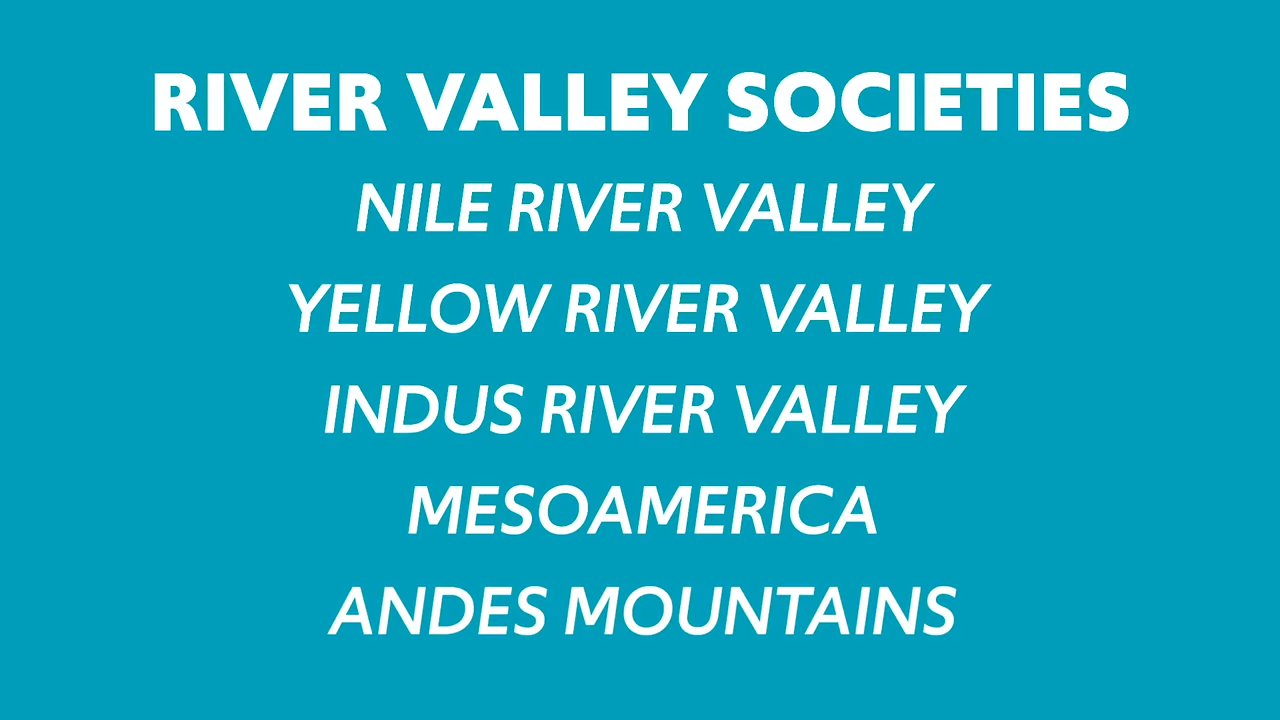 RIVER VALLEY SOCIETIES
NILE RIVER VALLEY
YELLOW RIVER VALLEY
INDUS RIVER VALLEY
MESOAMERICA
ANDES MOUNTAINS